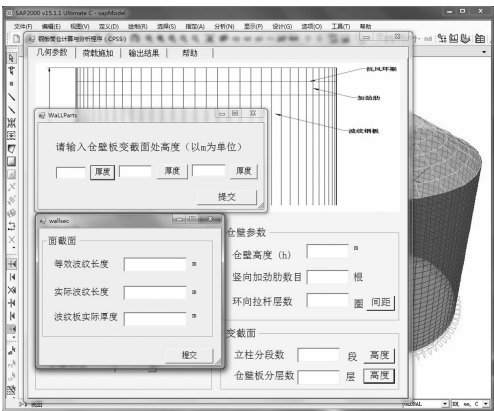 SAP2000 v15.1.1 Ultimate C - sapModel
文件(F) 编辑(E) 视图(V) 定义(D) 绘制(R) 选择(S) 指定(A) 分析(N) 显示(P) 设计(G) 选项(O) 工具(T) 帮助
钢板筒仓计算与分析程序(CPSS)
nd
几何参数 荷载施加 输出结果 帮助
抗风环梁
加劲肋
波纹钢板
WaLLParts
请输入仓壁板变截面处高度（以m为单位）
厚度 厚度 厚度
提交
wallsec
面截面
等效波纹长度 m
实际波纹长度 m
波纹板实际厚度 m
提交
仓壁参数
仓壁高度（h） m
竖向加劲肋数目 根
环向拉杆层数 圈 间距
变截面
立柱分段数 段 高度
仓壁板分层数 层 高度
3-D 视图
GLOBAL KN, m, C